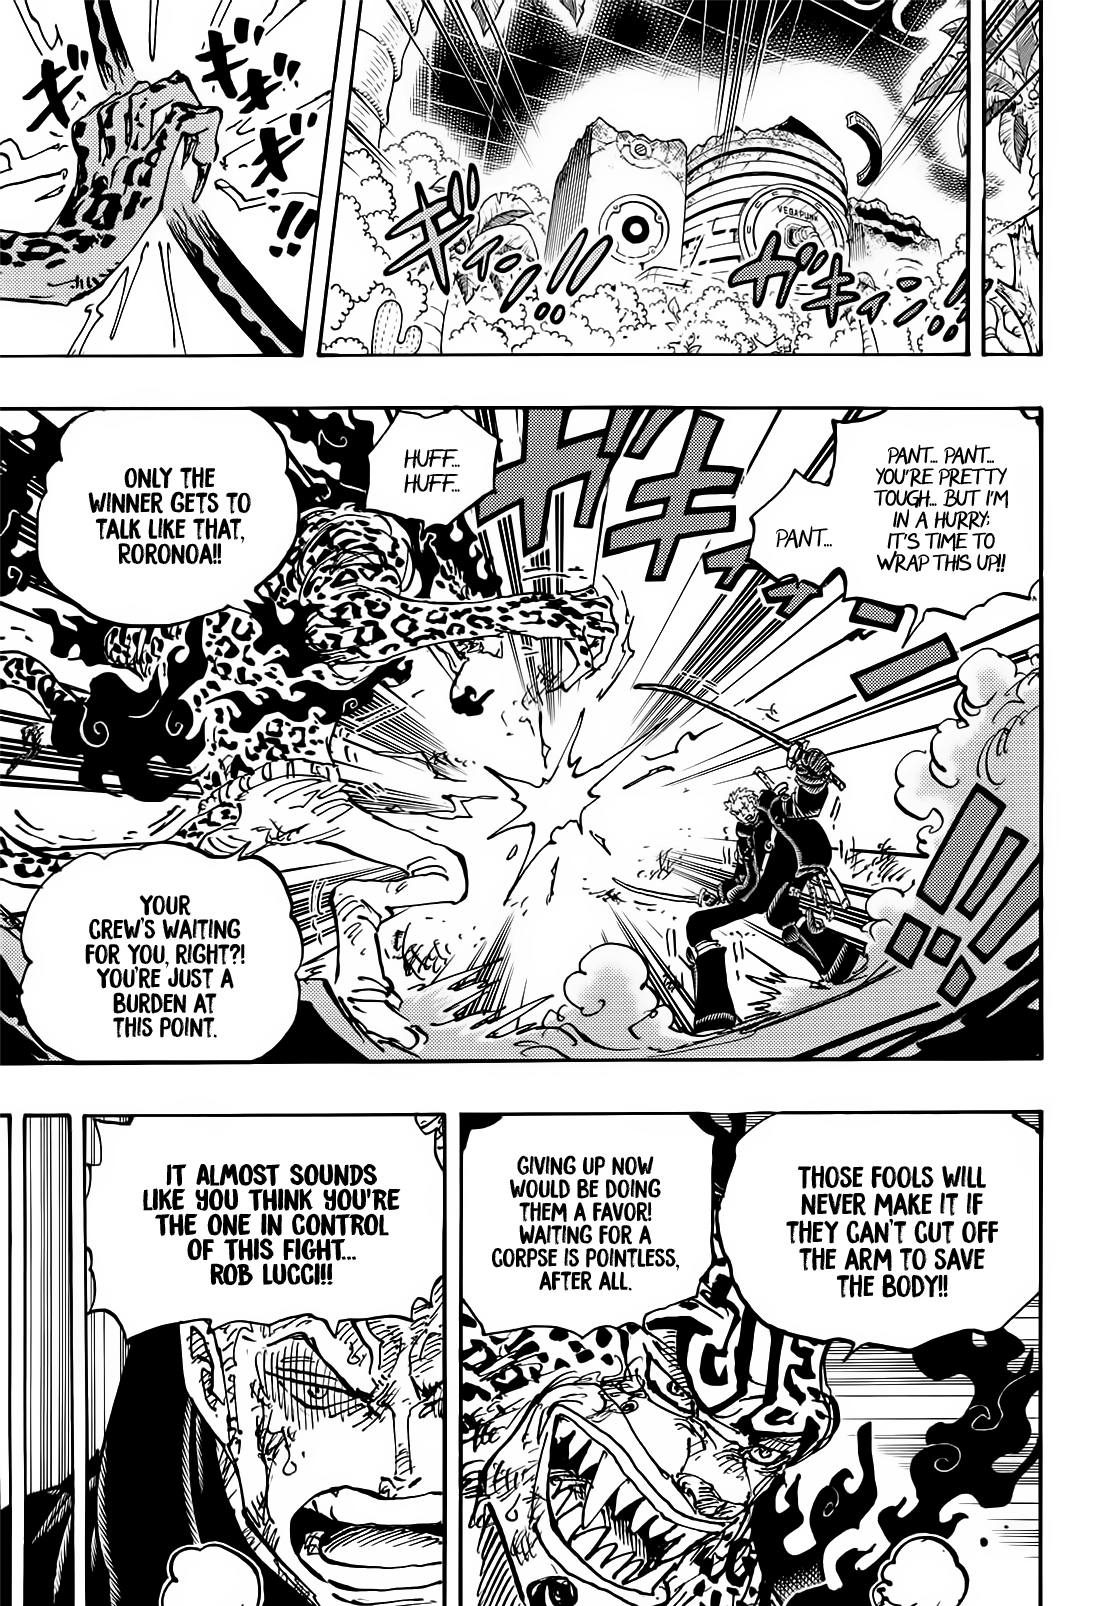 VEGAPUNK
ギィィン!!
ガキィィン!!
ギギギ!!
PANT... PANT...
YOU'RE PRETTY
TOUGH... BUT I'M
IN A HURRY;
IT'S TIME TO
WRAP THIS UP!!
PANT...
ガギィン!!
HUFF...
HUFF...
ONLY THE
WINNER GETS TO
TALK LIKE THAT,
RORONOA!!
YOUR
CREW'S WAITING
FOR YOU, RIGHT?!
YOU'RE JUST A
BURDEN AT
THIS POINT.
THOSE FOOLS WILL
NEVER MAKE IT IF
THEY CAN'T CUT OFF
THE ARM TO SAVE
THE BODY!!
GIVING UP NOW
WOULD BE DOING
THEM A FAVOR!
WAITING FOR A
CORPSE IS POINTLESS,
AFTER ALL.
IT ALMOST SOUNDS
LIKE YOU THINK YOU'RE
THE ONE IN CONTROL
OF THIS FIGHT...
ROB LUCCI!!